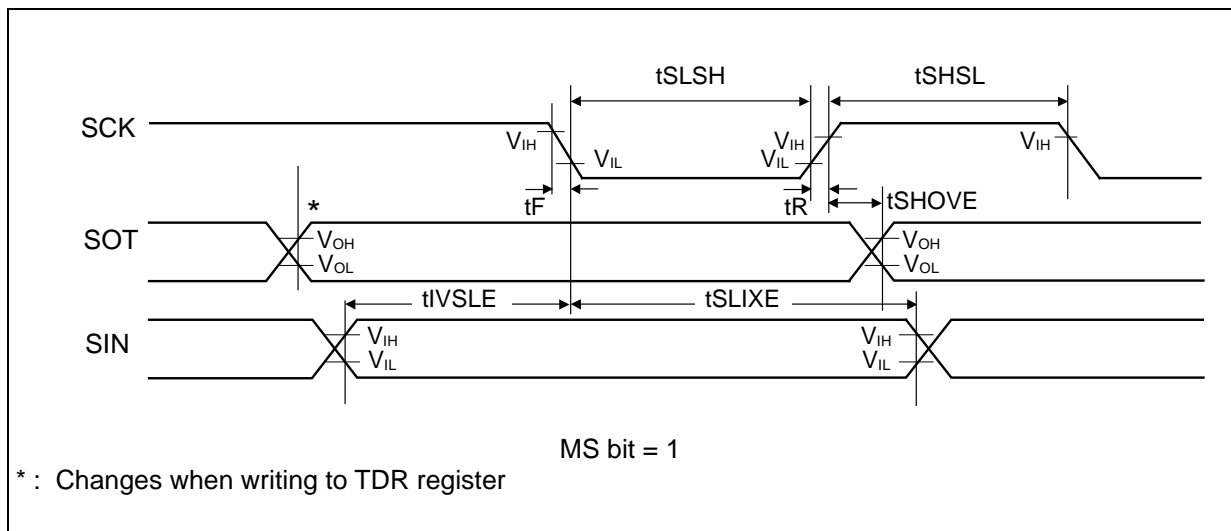 tSLSH tSHSL
SCK VIH VIL VIH VIL VIH
tF tR tSHOVE
SOT * VOH VOL VOH VOL
tIVSLE tSLIXE
SIN VIH VIL VIH VIL
MS bit = 1
* : Changes when writing to TDR register